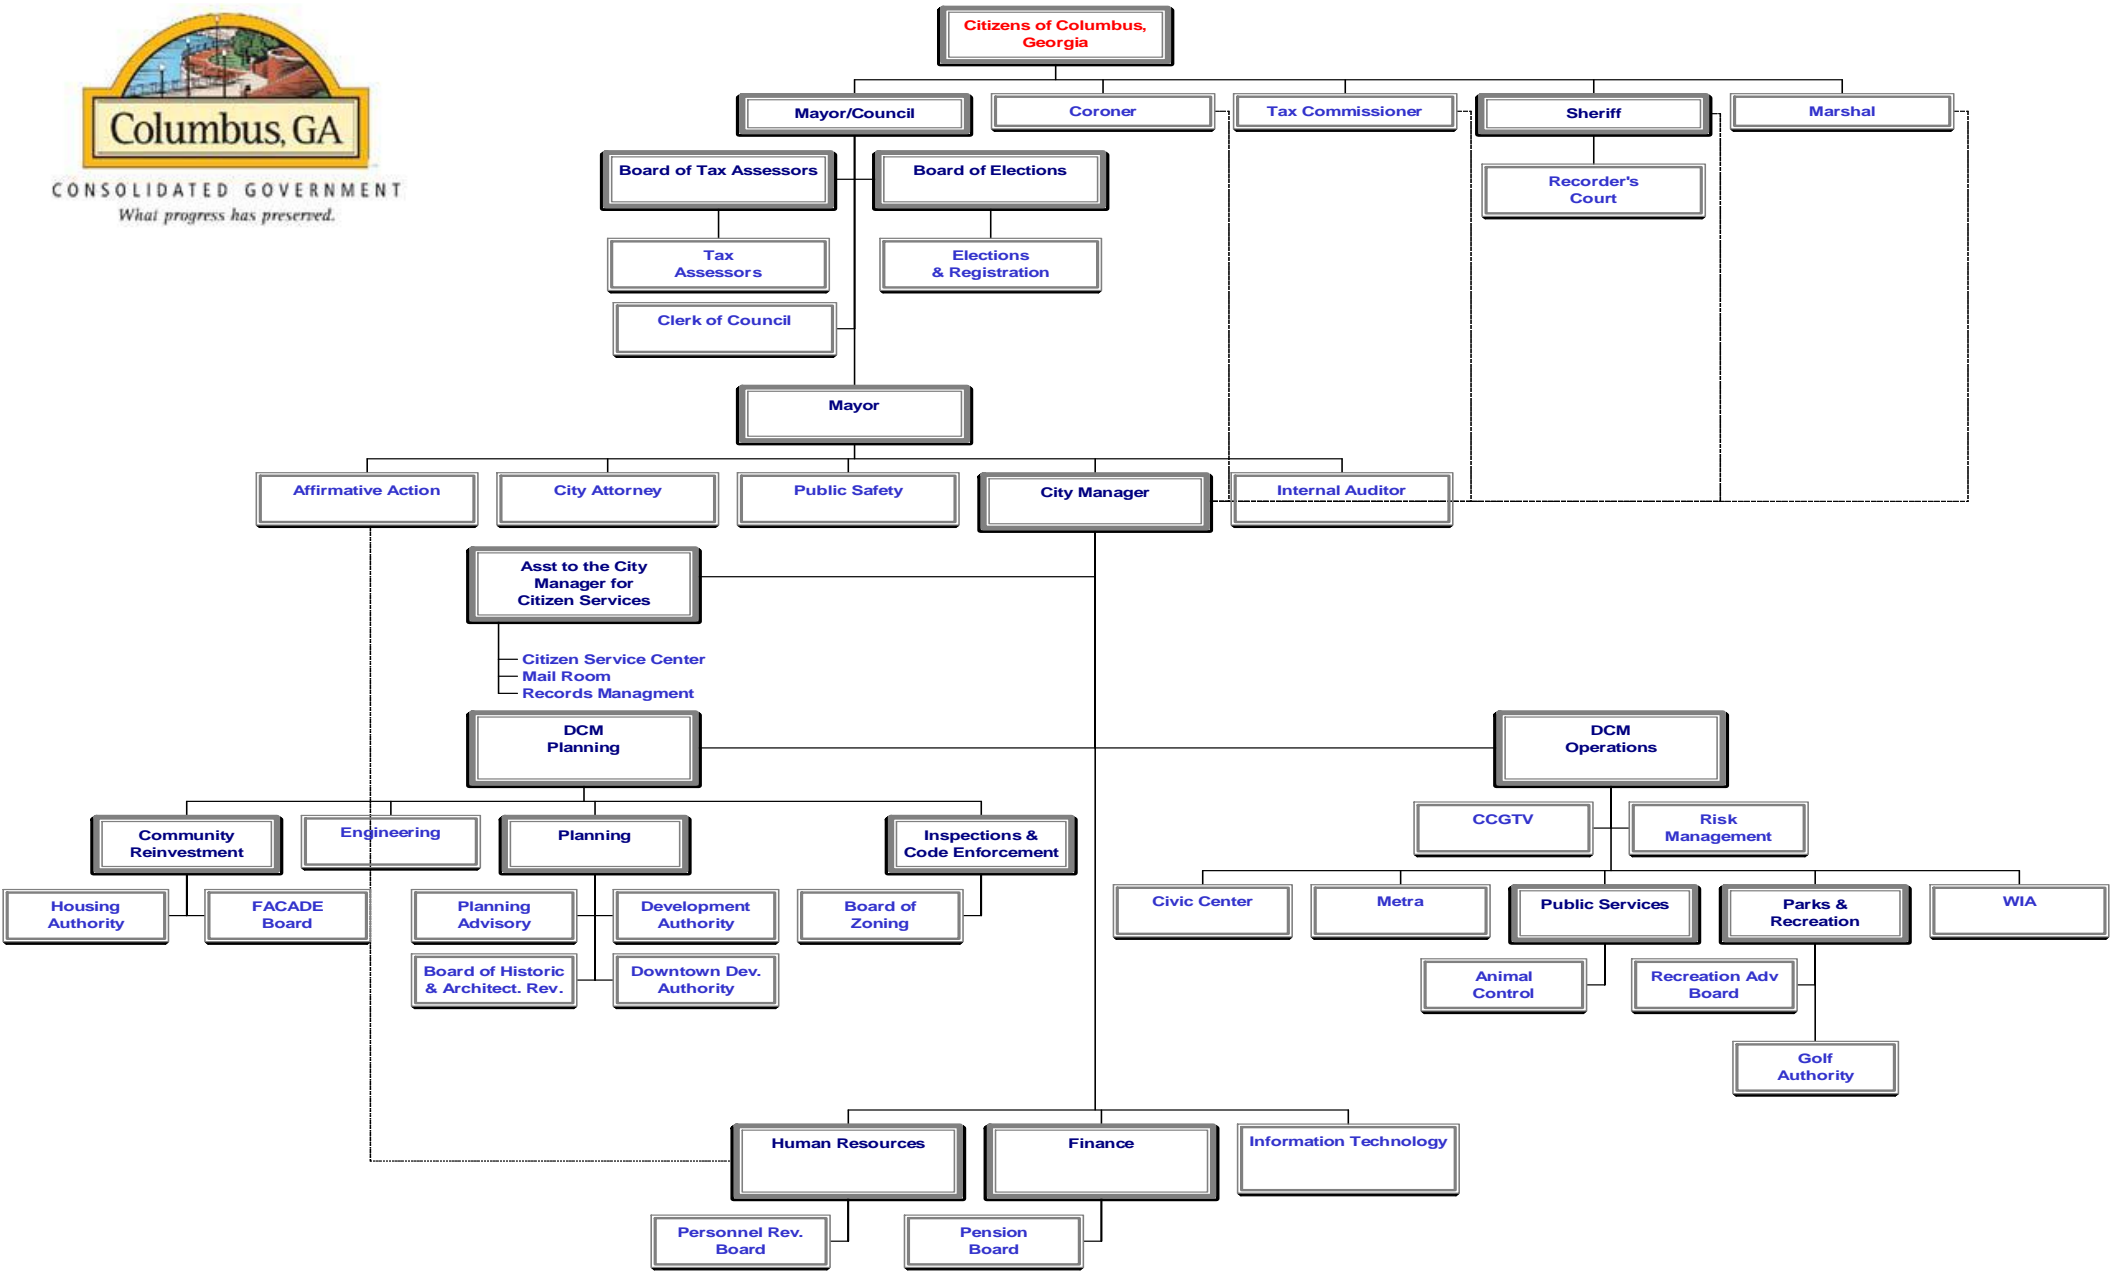 Citizens of Columbus,
Georgia
Columbus, GA
CONSOLIDATED GOVERNMENT
What progress has preserved.
Mayor/Council
Coroner
Tax Commissioner
Sheriff
Marshal
Board of Tax Assessors
Board of Elections
Recorder's
Court
Tax
Assessors
Elections
& Registration
Clerk of Council
Mayor
Affirmative Action
City Attorney
Public Safety
City Manager
Internal Auditor
Asst to the City
Manager for
Citizen Services
Citizen Service Center
Mail Room
Records Managment
DCM
Planning
DCM
Operations
CCGTV
Risk
Management
Community
Reinvestment
Engineering
Planning
Inspections &
Code Enforcement
Housing
Authority
FACADE
Board
Planning
Advisory
Development
Authority
Board of
Zoning
Civic Center
Metra
Public Services
Parks &
Recreation
WIA
Board of Historic
& Architect. Rev.
Downtown Dev.
Authority
Animal
Control
Recreation Adv
Board
Golf
Authority
Human Resources
Finance
Information Technology
Personnel Rev.
Board
Pension
Board